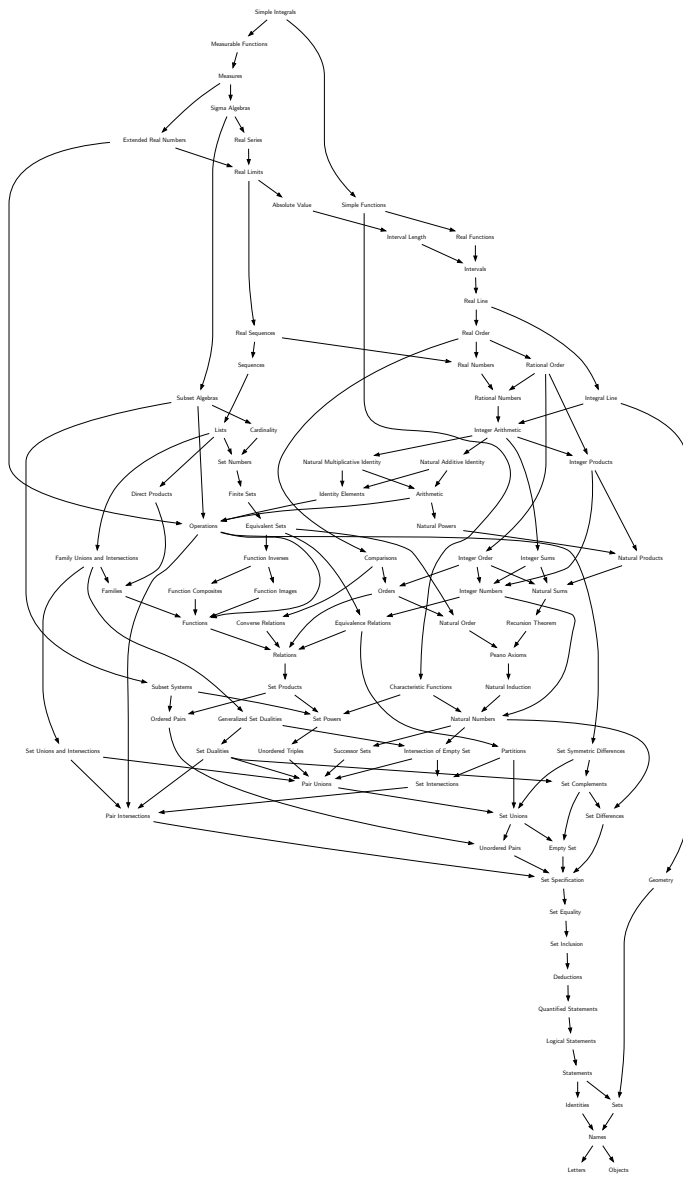 Simple Integrals
Measurable Functions
Measures
Sigma Algebras
Extended Real Numbers
Real Series
Real Limits
Absolute Value
Simple Functions
Interval Length
Real Functions
Intervals
Real Line
Real Sequences
Real Order
Sequences
Real Numbers
Rational Order
Subset Algebras
Rational Numbers
Integral Line
Lists
Cardinality
Integer Arithmetic
Set Numbers
Natural Multiplicative Identity
Natural Additive Identity
Integer Products
Direct Products
Finite Sets
Identity Elements
Arithmetic
Operations
Equivalent Sets
Natural Powers
Family Unions and Intersections
Function Inverses
Comparisons
Integer Order
Integer Sums
Natural Products
Families
Function Composites
Function Images
Orders
Integer Numbers
Natural Sums
Functions
Converse Relations
Equivalence Relations
Natural Order
Recursion Theorem
Relations
Peano Axioms
Subset Systems
Set Products
Characteristic Functions
Natural Induction
Ordered Pairs
Generalized Set Dualities
Set Powers
Natural Numbers
Set Unions and Intersections
Set Dualities
Unordered Triples
Successor Sets
Intersection of Empty Set
Partitions
Set Symmetric Differences
Pair Unions
Set Intersections
Set Complements
Pair Intersections
Set Unions
Set Differences
Unordered Pairs
Empty Set
Set Specification
Geometry
Set Equality
Set Inclusion
Deductions
Quantified Statements
Logical Statements
Statements
Identities
Sets
Names
Letters
Objects